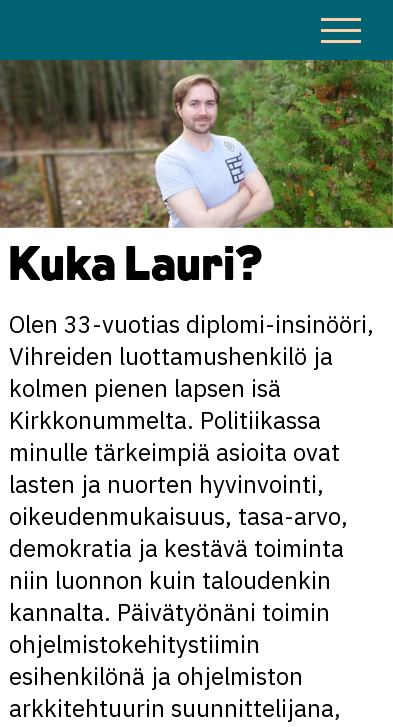 Kuka Lauri?
Olen 33-vuotias diplomi-insinööri,
Vihreiden luottamushenkilö ja
kolmen pienen lapsen isä
Kirkkonummelta. Politiikassa
minulle tärkeimpiä asioita ovat
lasten ja nuorten hyvinvointi,
oikeudenmukaisuus, tasa-arvo,
demokratia ja kestävä toiminta
niin luonnon kuin taloudenkin
kannalta. Päivätyönäni toimin
ohjelmistokehitystiimin
esihenkilönä ja ohjelmiston
arkkitehtuurin suunnittelijana,